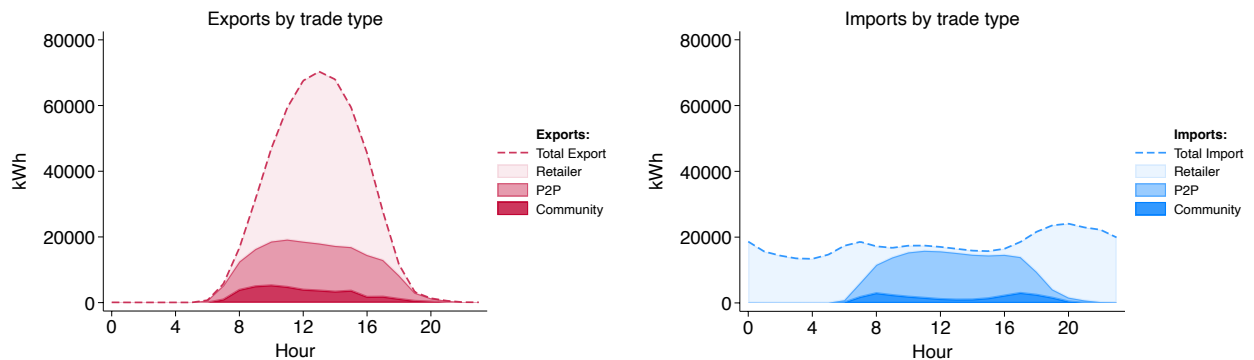 Exports by trade type
80000
60000
40000
20000
0
kWh
0 4 8 12 16 20
Hour
Exports:
Total Export
Retailer
P2P
Community
Imports by trade type
80000
60000
40000
20000
0
kWh
0 4 8 12 16 20
Hour
Imports:
Total Import
Retailer
P2P
Community